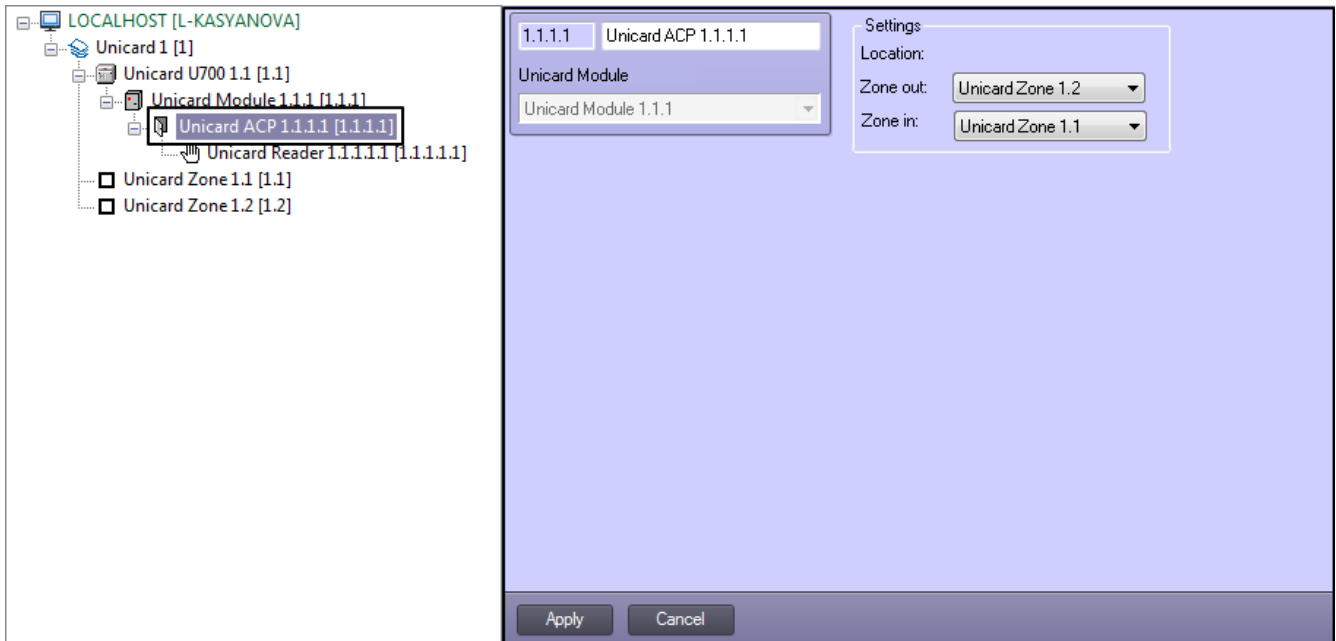 LOCALHOST [L-KASYANOVA]
Unicard 1 [1]
Unicard U700 1.1 [1.1]
Unicard Module 1.1.1 [1.1.1]
Unicard ACP 1.1.1.1 [1.1.1.1]
Unicard Reader 1.1.1.1.1 [1.1.1.1.1]
Unicard Zone 1.1 [1.1]
Unicard Zone 1.2 [1.2]
1.1.1.1 Unicard ACP 1.1.1.1
Unicard Module
Unicard Module 1.1.1
Settings
Location:
Zone out: Unicard Zone 1.2
Zone in: Unicard Zone 1.1
Apply Cancel